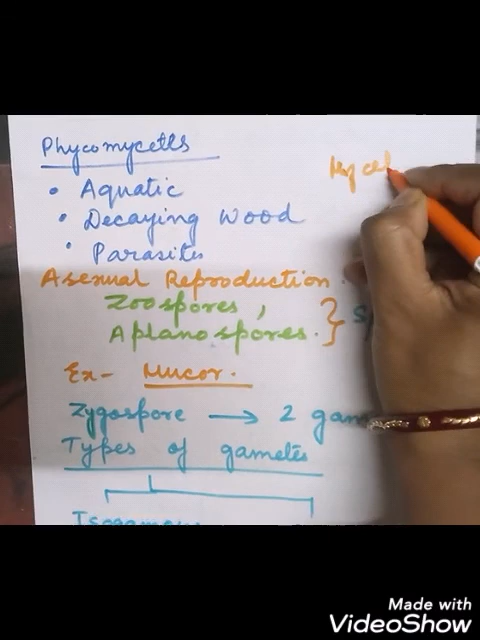 Phycomycetes
Mycel
• Aquatic
• Decaying Wood
• Parasites
Asexual Reproduction.
Zoospores,
Aplanospores.
Ex- Mucor.
Zygospore → 2 gam
Types of gametes
Made with
VideoShow